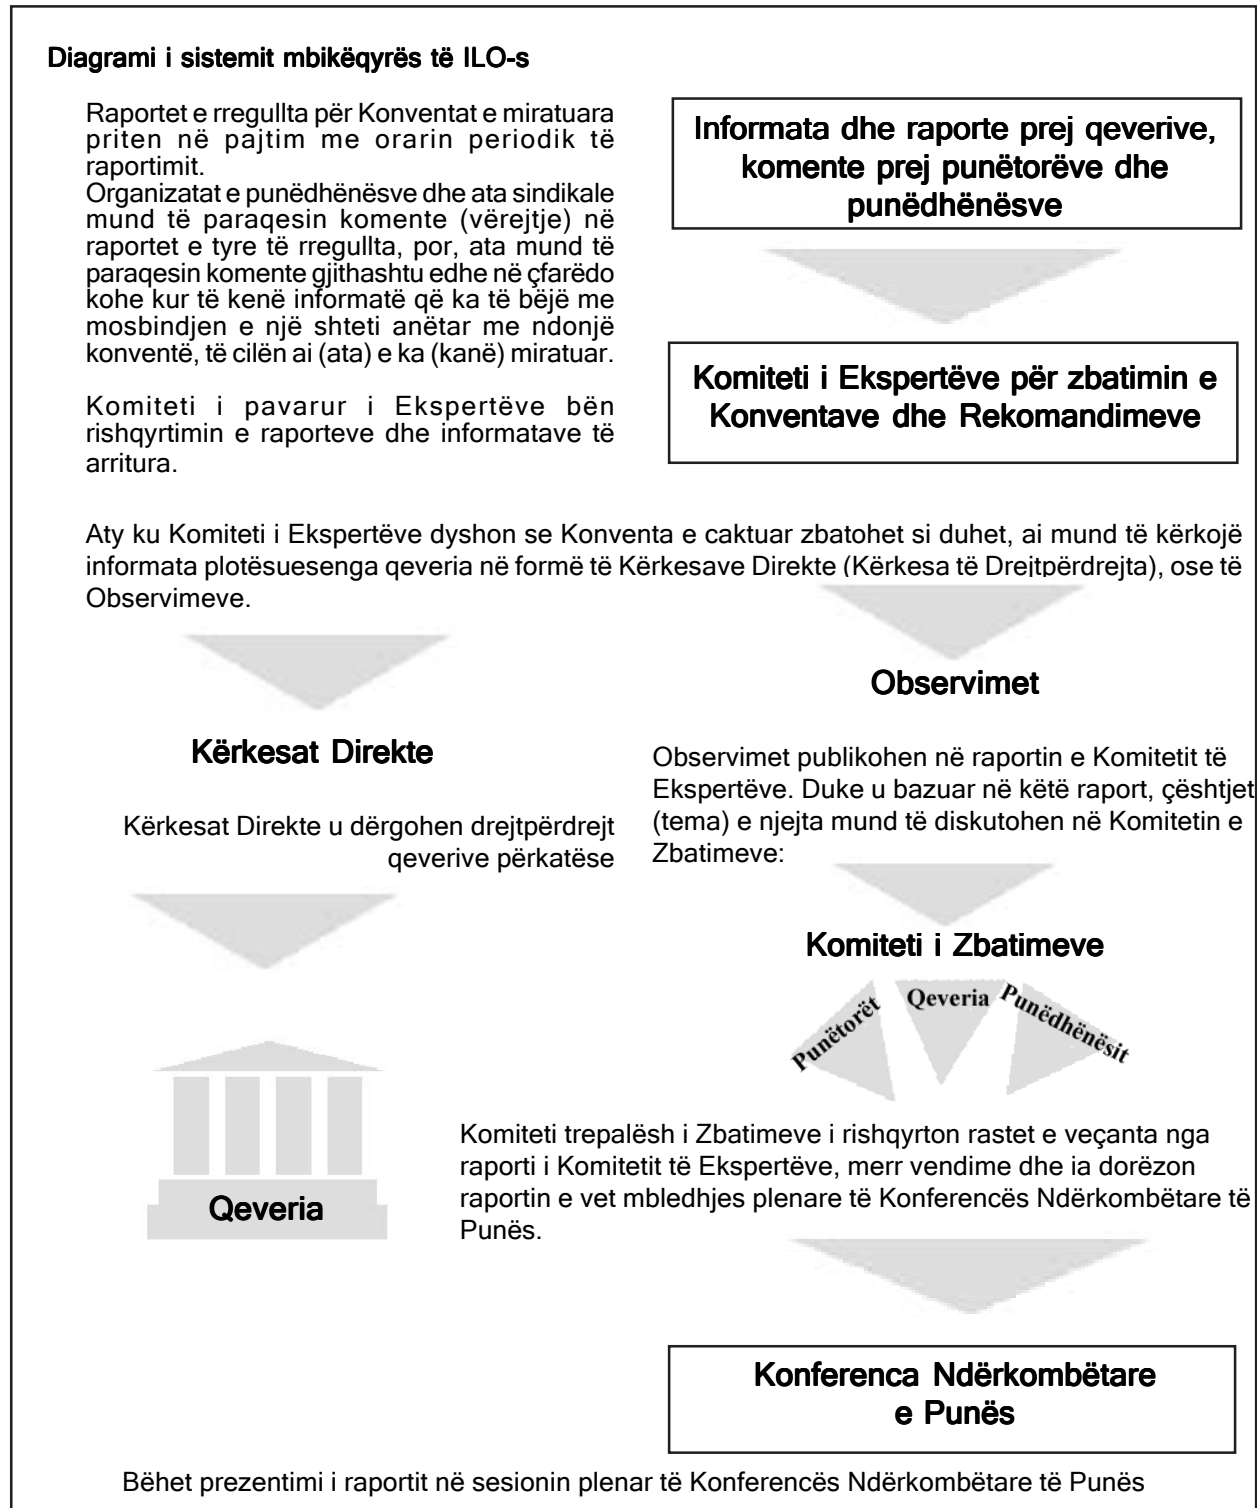 Diagrami i sistemit mbikëqyrës të ILO-s
Raportet e rregullta për Konventat e miratuara
priten në pajtim me orarin periodik të
raportimit.
Organizatat e punëdhënësve dhe ata sindikale
mund të paraqesin komente (vërejtje) në
raportet e tyre të rregullta, por, ata mund të
paraqesin komente gjithashtu edhe në çfarëdo
kohe kur të kenë informatë që ka të bëjë me
mosbindjen e një shteti anëtar me ndonjë
konventë, të cilën ai (ata) e ka (kanë) miratuar.
Komiteti i pavarur i Ekspertëve bën
rishqyrtimin e raporteve dhe informatave të
arritura.
Informata dhe raporte prej qeverive,
komente prej punëtorëve dhe
punëdhënësve
Komiteti i Ekspertëve për zbatimin e
Konventave dhe Rekomandimeve
Aty ku Komiteti i Ekspertëve dyshon se Konventa e caktuar zbatohet si duhet, ai mund të kërkojë
informata plotësuesenga qeveria në formë të Kërkesave Direkte (Kërkesa të Drejtpërdrejta), ose të
Observimeve.
Kërkesat Direkte
Kërkesat Direkte u dërgohen drejtpërdrejt
qeverive përkatëse
Qeveria
Observimet
Observimet publikohen në raportin e Komitetit të
Ekspertëve. Duke u bazuar në këtë raport, çështjet
(tema) e njejta mund të diskutohen në Komitetin e
Zbatimeve:
Komiteti i Zbatimeve
Punëtorët
Qeveria
Punëdhënësit
Komiteti trepalësh i Zbatimeve i rishqyrton rastet e veçanta nga
raporti i Komitetit të Ekspertëve, merr vendime dhe ia dorëzon
raportin e vet mbledhjes plenare të Konferencës Ndërkombëtare të
Punës.
Konferenca Ndërkombëtare
e Punës
Bëhet prezentimi i raportit në sesionin plenar të Konferencës Ndërkombëtare të Punës